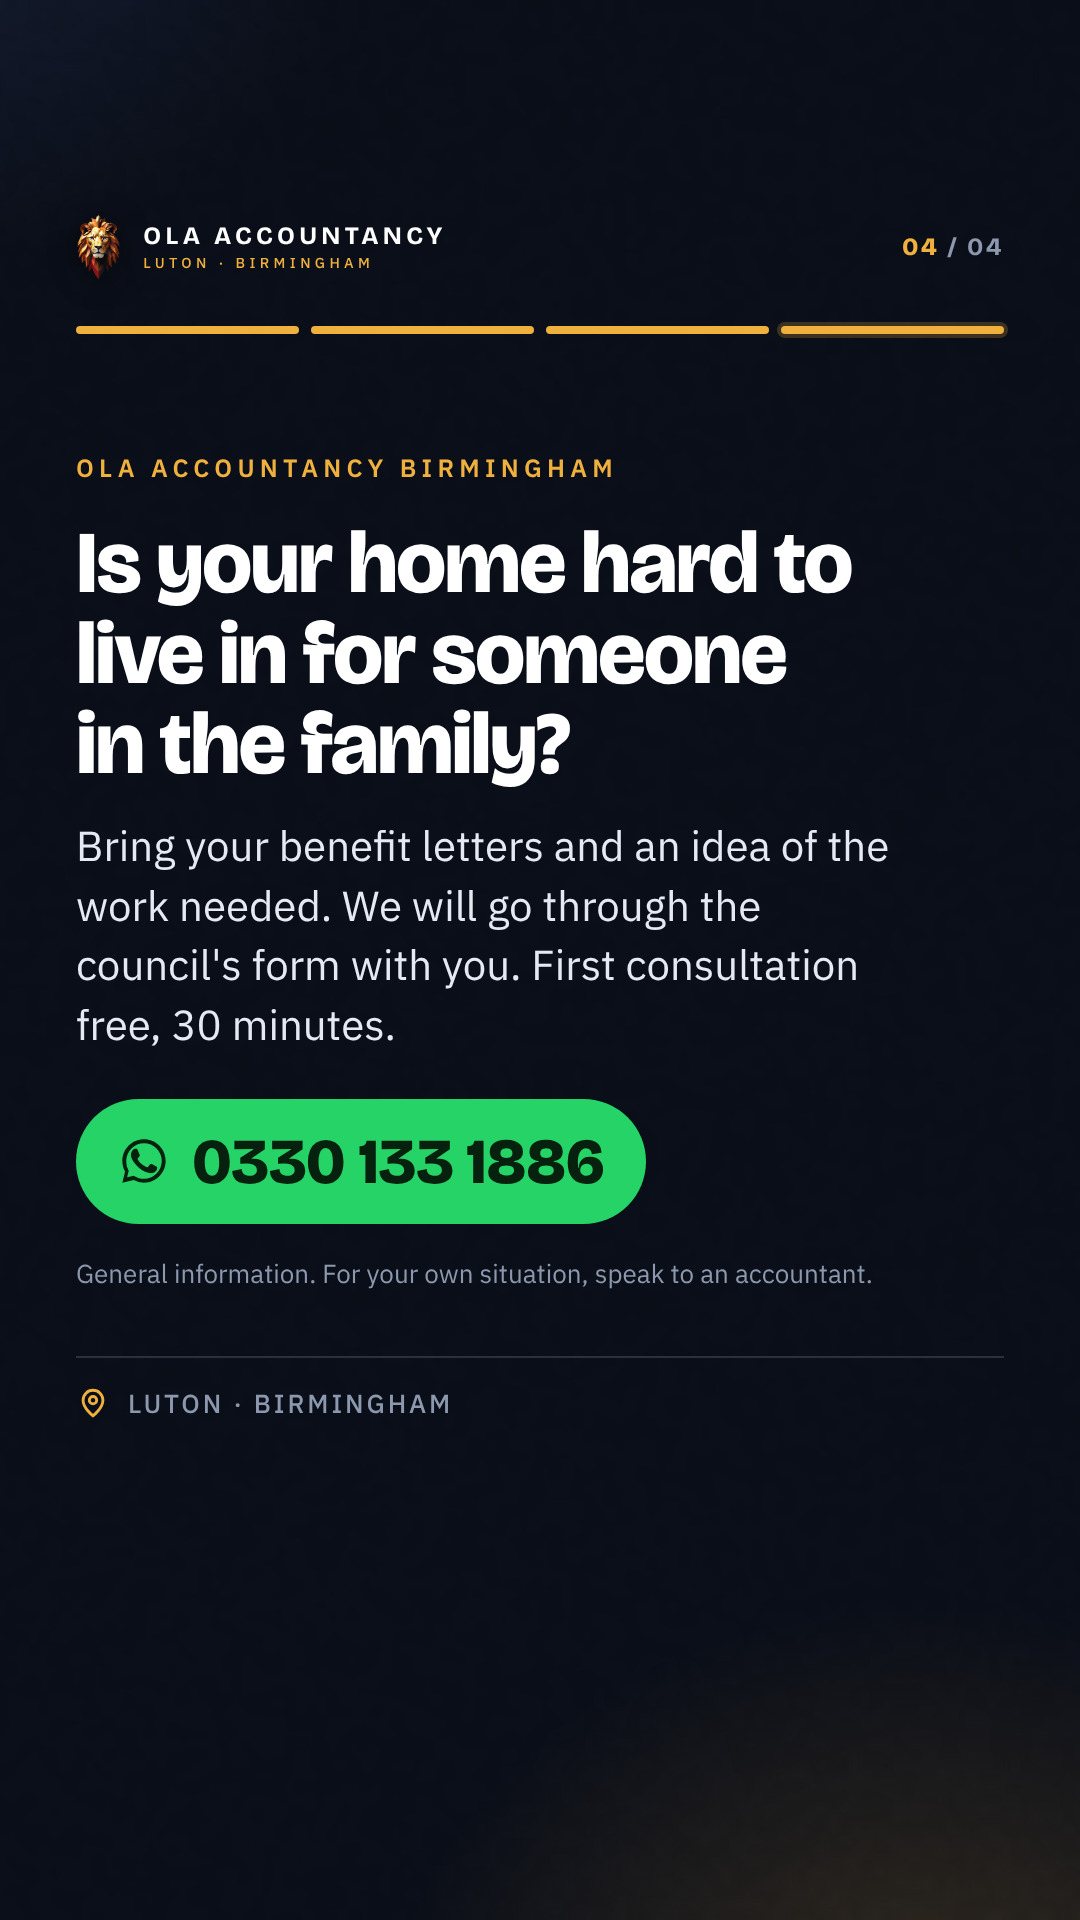 OLA ACCOUNTANCY
LUTON · BIRMINGHAM
04 / 04
OLA ACCOUNTANCY BIRMINGHAM
Is your home hard to
live in for someone
in the family?
Bring your benefit letters and an idea of the
work needed. We will go through the
council's form with you. First consultation
free, 30 minutes.
0330 133 1886
General information. For your own situation, speak to an accountant.
LUTON · BIRMINGHAM